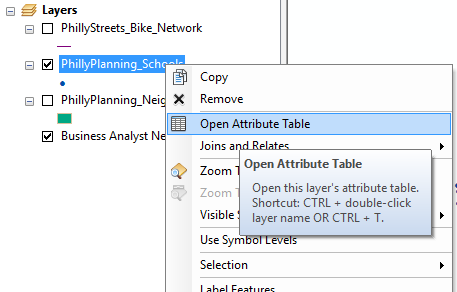 Layers
PhillyStreets_Bike_Network
PhillyPlanning_Schools
Copy
Remove
PhillyPlanning_Nei
Open Attribute Table
Business Analyst Ne
Joins and Relates
Open Attribute Table
Zoom T
Open this layer's attribute table.
Zoom T
Shortcut: CTRL + double-click
layer name OR CTRL + T.
Visible S
Use Symbol Levels
Selection
Label Features